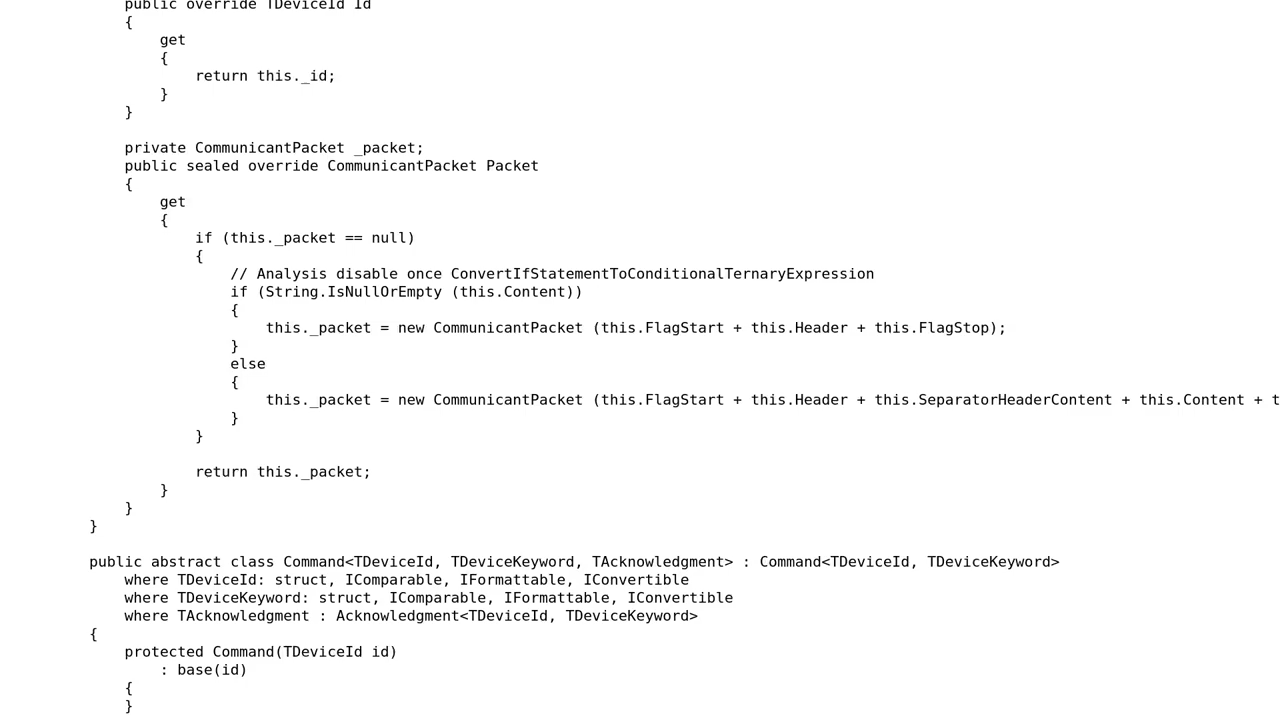 public override TDeviceId Id
{
get
{
return this._id;
}
}
private CommunicantPacket _packet;
public sealed override CommunicantPacket Packet
{
get
{
if (this._packet == null)
{
// Analysis disable once ConvertIfStatementToConditionalTernaryExpression
if (String.IsNullOrEmpty (this.Content))
{
this._packet = new CommunicantPacket (this.FlagStart + this.Header + this.FlagStop);
}
else
{
this._packet = new CommunicantPacket (this.FlagStart + this.Header + this.SeparatorHeaderContent + this.Content + t
}
}
return this._packet;
}
}
}
public abstract class Command<TDeviceId, TDeviceKeyword, TAcknowledgment> : Command<TDeviceId, TDeviceKeyword>
where TDeviceId: struct, IComparable, IFormattable, IConvertible
where TDeviceKeyword: struct, IComparable, IFormattable, IConvertible
where TAcknowledgment : Acknowledgment<TDeviceId, TDeviceKeyword>
{
protected Command(TDeviceId id)
: base(id)
{
}